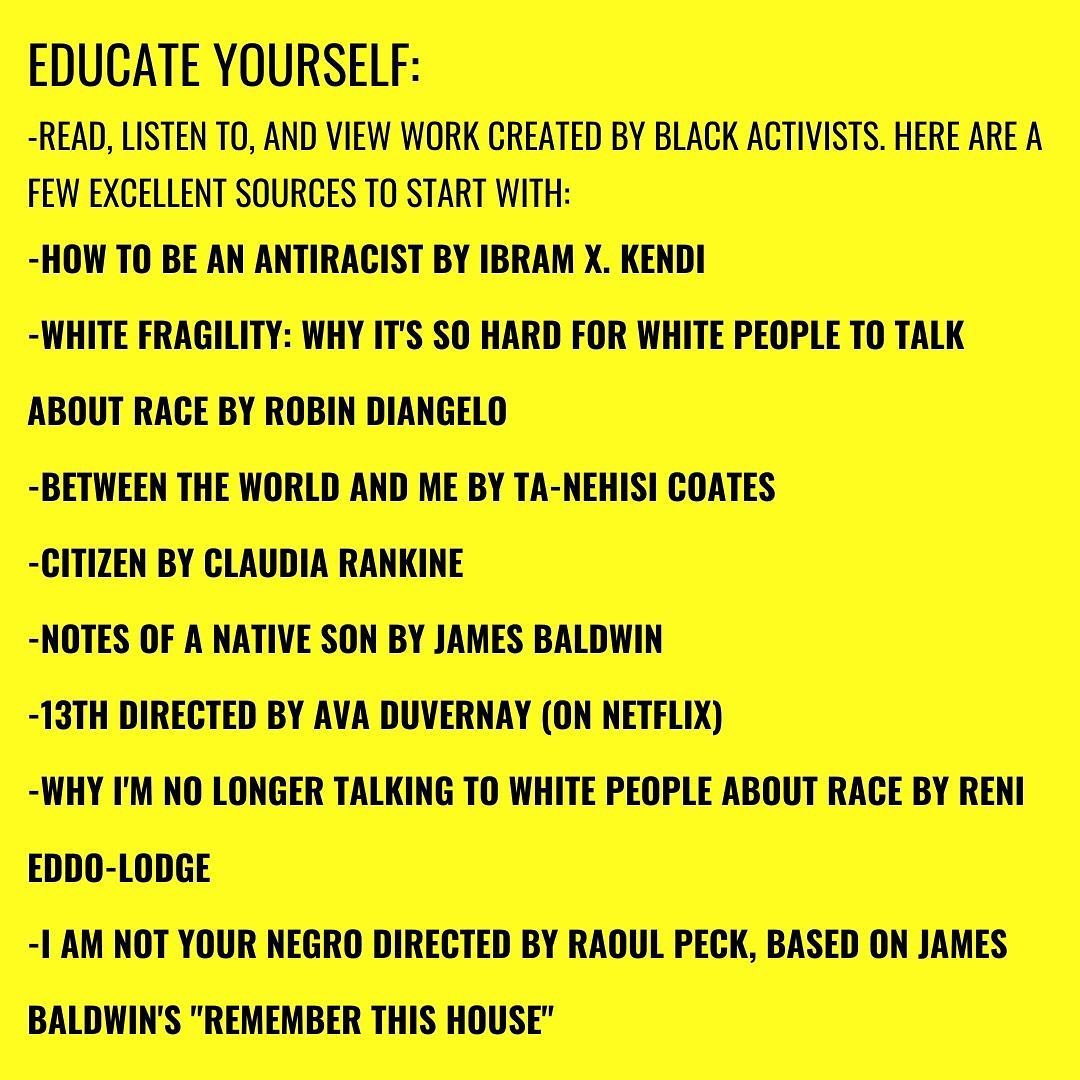 EDUCATE YOURSELF:
-READ, LISTEN TO, AND VIEW WORK CREATED BY BLACK ACTIVISTS. HERE ARE A
FEW EXCELLENT SOURCES TO START WITH:
-HOW TO BE AN ANTIRACIST BY IBRAM X. KENDI
-WHITE FRAGILITY: WHY IT'S SO HARD FOR WHITE PEOPLE TO TALK
ABOUT RACE BY ROBIN DIANGELO
-BETWEEN THE WORLD AND ME BY TA-NEHISI COATES
-CITIZEN BY CLAUDIA RANKINE
-NOTES OF A NATIVE SON BY JAMES BALDWIN
-13TH DIRECTED BY AVA DUVERNAY (ON NETFLIX)
-WHY I'M NO LONGER TALKING TO WHITE PEOPLE ABOUT RACE BY RENI
EDDO-LODGE
-I AM NOT YOUR NEGRO DIRECTED BY RAOUL PECK, BASED ON JAMES
BALDWIN'S "REMEMBER THIS HOUSE"